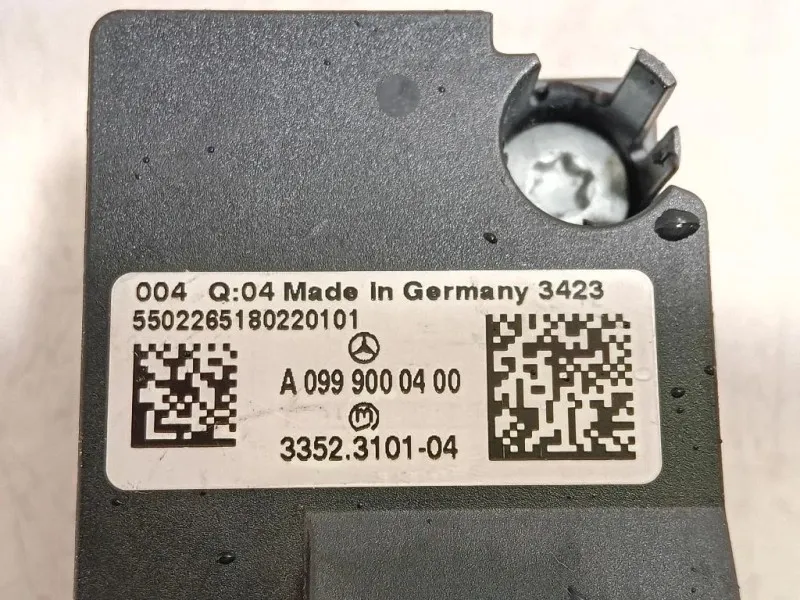 004 Q:04 Made In Germany 3423
5502265180220101
A 099 900 04 00
M
3352.3101-04